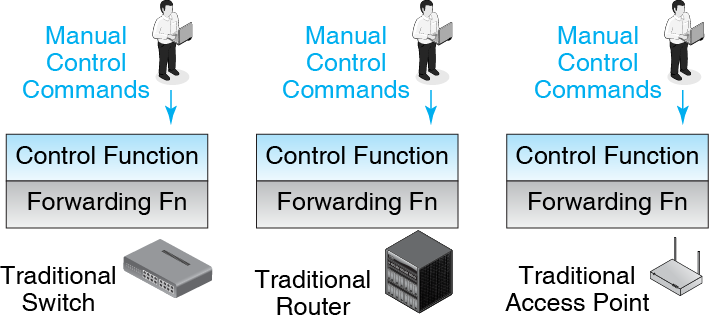 Manual
Control
Commands
Control Function
Forwarding Fn
Traditional
Switch
Manual
Control
Commands
Control Function
Forwarding Fn
Traditional
Router
Manual
Control
Commands
Control Function
Forwarding Fn
Traditional
Access Point